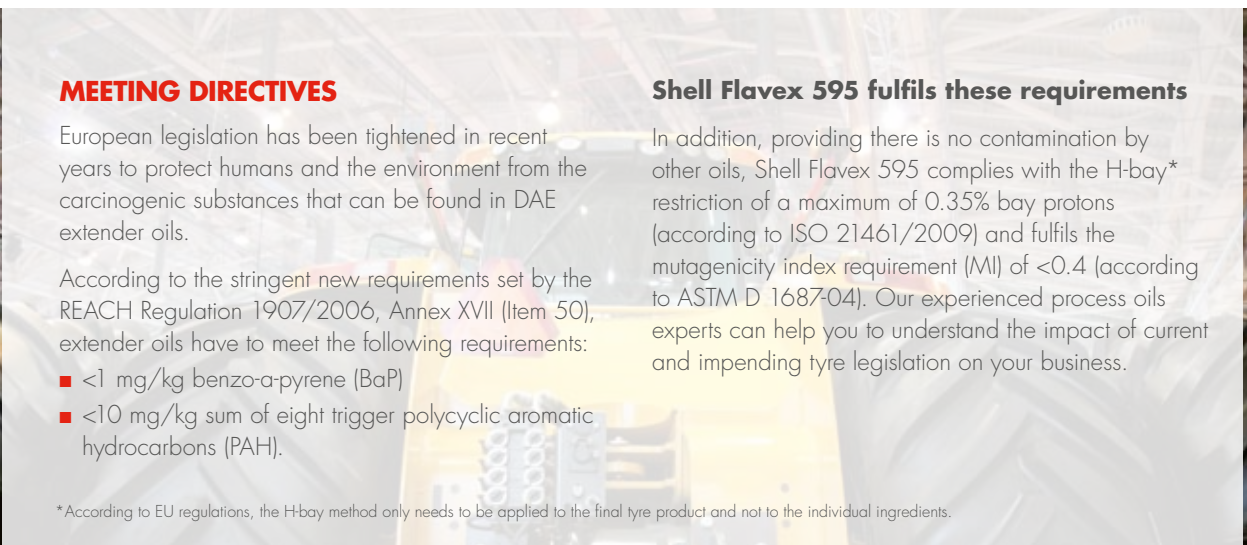 MEETING DIRECTIVES
European legislation has been tightened in recent
years to protect humans and the environment from the
carcinogenic substances that can be found in DAE
extender oils.
According to the stringent new requirements set by the
REACH Regulation 1907/2006, Annex XVII (Item 50),
extender oils have to meet the following requirements:
■ <1 mg/kg benzo-a-pyrene (BaP)
■ <10 mg/kg sum of eight trigger polycyclic aromatic
hydrocarbons (PAH).
Shell Flavex 595 fulfils these requirements
In addition, providing there is no contamination by
other oils, Shell Flavex 595 complies with the H-bay*
restriction of a maximum of 0.35% bay protons
(according to ISO 21461/2009) and fulfils the
mutagenicity index requirement (MI) of <0.4 (according
to ASTM D 1687-04). Our experienced process oils
experts can help you to understand the impact of current
and impending tyre legislation on your business.
*According to EU regulations, the H-bay method only needs to be applied to the final tyre product and not to the individual ingredients.